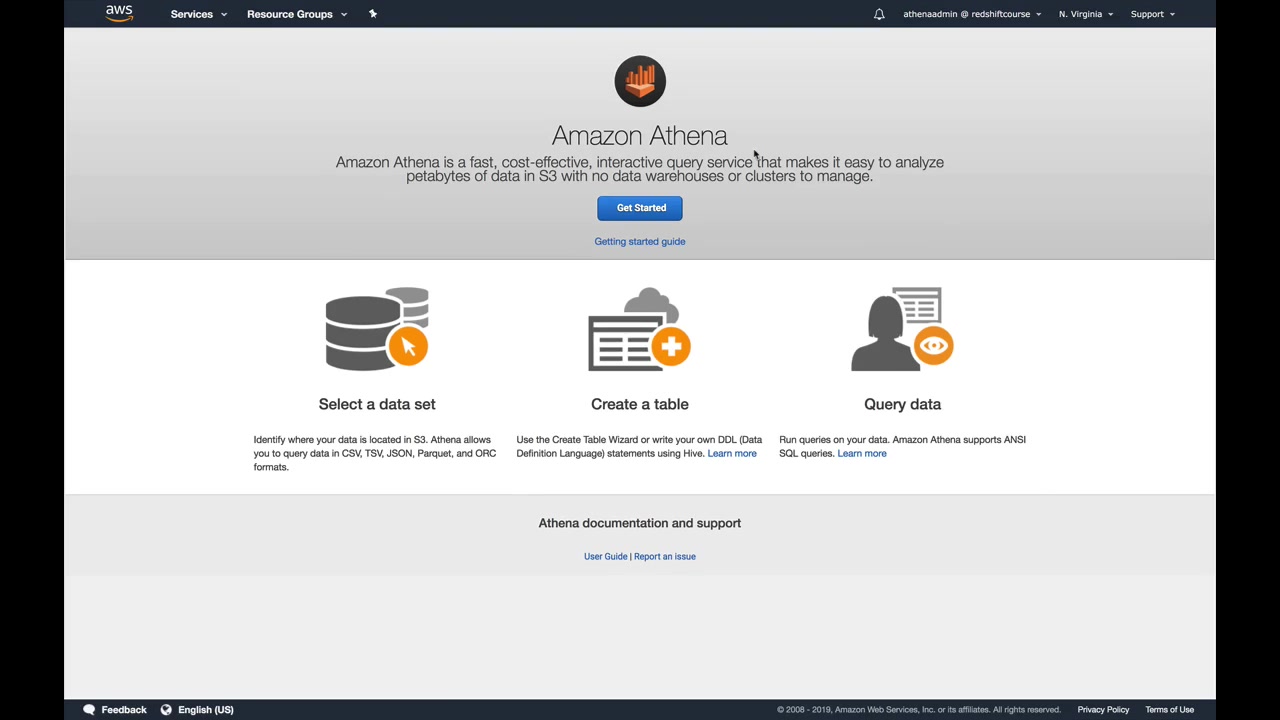 aws
Services
Resource Groups
athenaadmin @ redshiftcourse
N. Virginia
Support
Amazon Athena
Amazon Athena is a fast, cost-effective, interactive query service that makes it easy to analyze
petabytes of data in S3 with no data warehouses or clusters to manage.
Get Started
Getting started guide
Select a data set
Identify where your data is located in S3. Athena allows
you to query data in CSV, TSV, JSON, Parquet, and ORC
formats.
Create a table
Use the Create Table Wizard or write your own DDL (Data
Definition Language) statements using Hive. Learn more
Query data
Run queries on your data. Amazon Athena supports ANSI
SQL queries. Learn more
Athena documentation and support
User Guide | Report an issue
Feedback
English (US)
© 2008 - 2019, Amazon Web Services, Inc. or its affiliates. All rights reserved.
Privacy Policy
Terms of Use